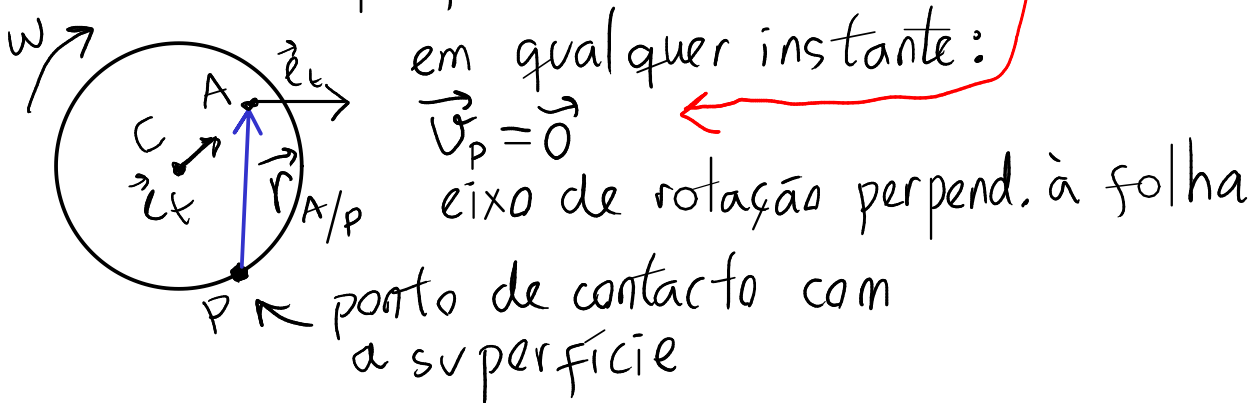 em qualquer instante:
w
A
e⃗t
C
v⃗p = 0⃗
e⃗t
r⃗A/P
eixo de rotação perpend. à folha
P
ponto de contacto com
a superfície